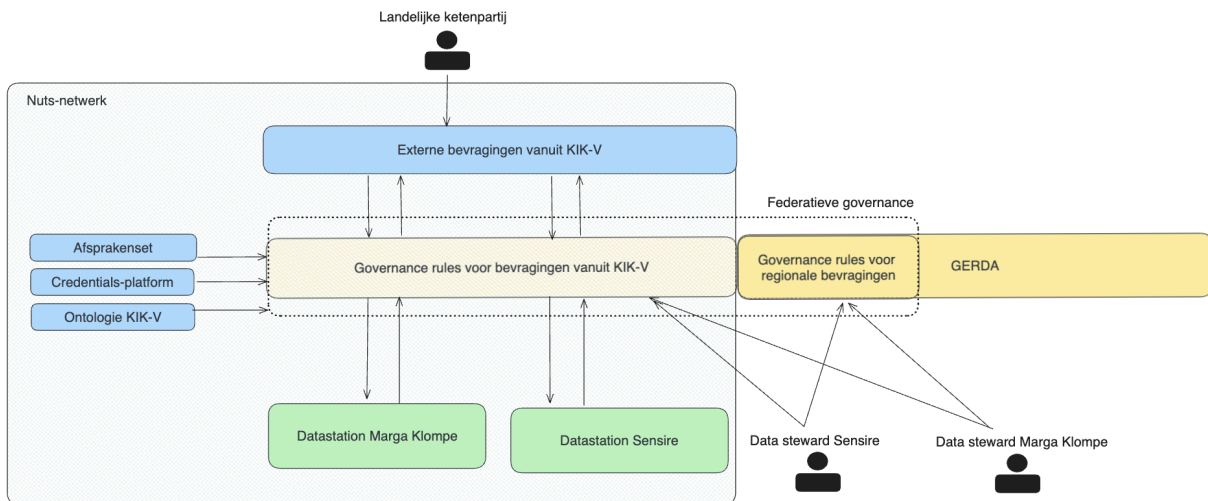 Landelijke ketenpartij
Nuts-netwerk
Externe bevragingen vanuit KIK-V
Federatieve governance
Afsprakenset
Credentials-platform
Ontologie KIK-V
Governance rules voor bevragingen vanuit KIK-V
Governance rules voor
regionale bevragingen
GERDA
Datastation Marga Klompe
Datastation Sensire
Data steward Sensire
Data steward Marga Klompe